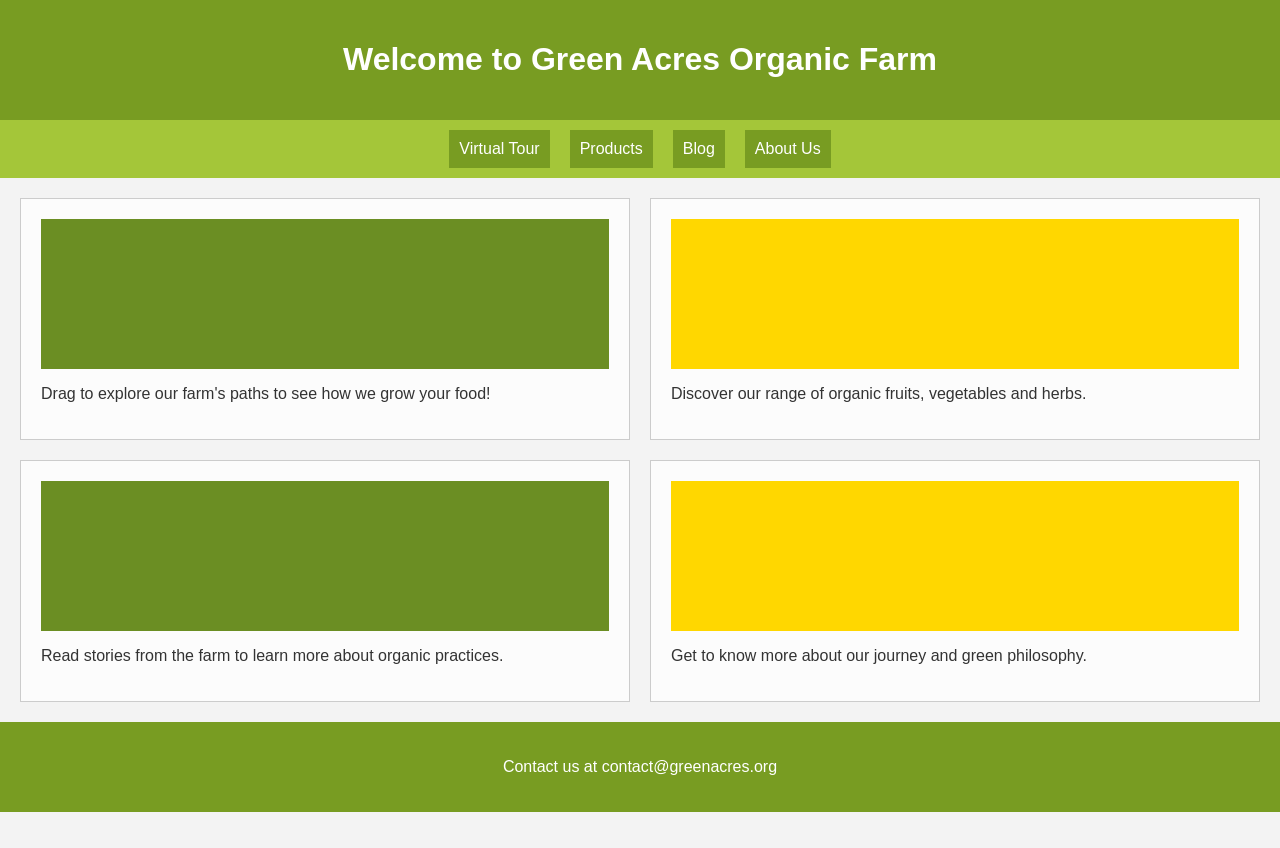 Welcome to Green Acres Organic Farm
Virtual Tour
Products
Blog
About Us
Drag to explore our farm's paths to see how we grow your food!
Discover our range of organic fruits, vegetables and herbs.
Read stories from the farm to learn more about organic practices.
Get to know more about our journey and green philosophy.
Contact us at contact@greenacres.org